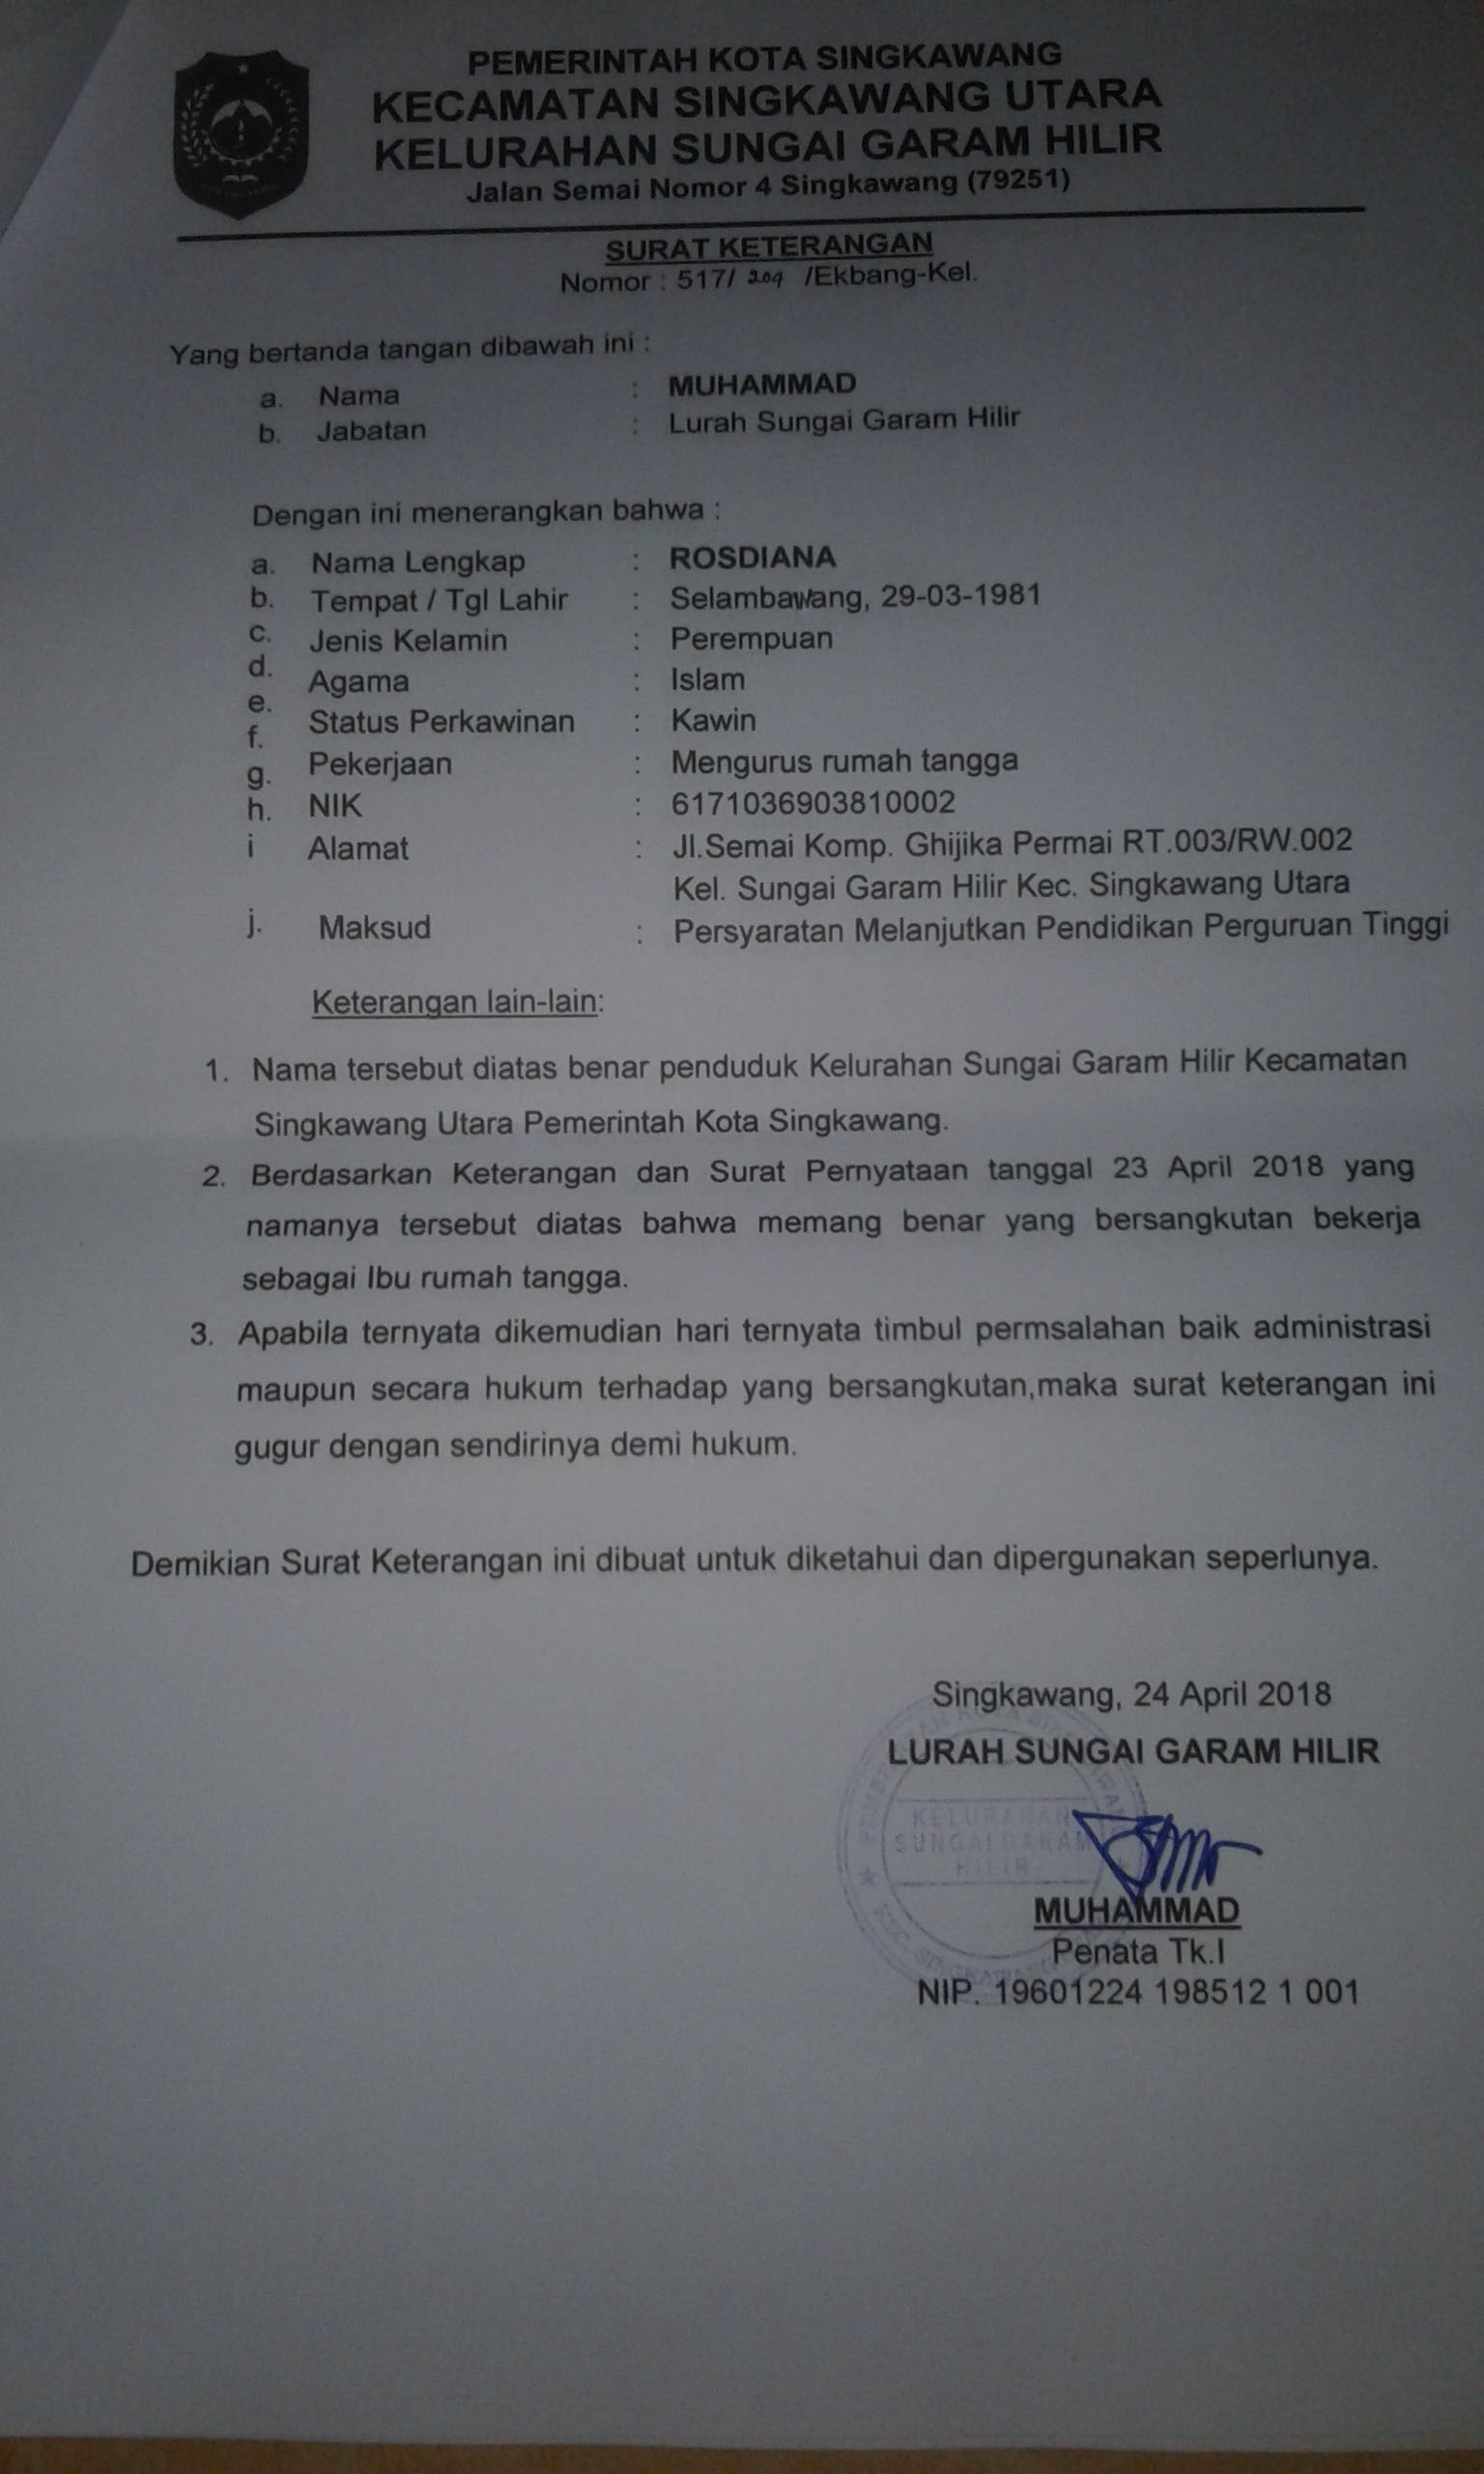 PEMERINTAH KOTA SINGKAWANG
KECAMATAN SINGKAWANG UTARA
KELURAHAN SUNGAI GARAM HILIR
Jalan Semai Nomor 4 Singkawang (79251)
SURAT KETERANGAN
Nomor : 517/ 209 /Ekbang-Kel.
Yang bertanda tangan dibawah ini :
a. Nama : MUHAMMAD
b. Jabatan : Lurah Sungai Garam Hilir
Dengan ini menerangkan bahwa :
a. Nama Lengkap : ROSDIANA
b. Tempat / Tgl Lahir : Selambawang, 29-03-1981
c. Jenis Kelamin : Perempuan
d. Agama : Islam
e. Status Perkawinan : Kawin
f. Pekerjaan : Mengurus rumah tangga
g. NIK : 6171036903810002
h. Alamat : Jl.Semai Komp. Ghijika Permai RT.003/RW.002
i Kel. Sungai Garam Hilir Kec. Singkawang Utara
j. Maksud : Persyaratan Melanjutkan Pendidikan Perguruan Tinggi
Keterangan lain-lain:
1. Nama tersebut diatas benar penduduk Kelurahan Sungai Garam Hilir Kecamatan
Singkawang Utara Pemerintah Kota Singkawang.
2. Berdasarkan Keterangan dan Surat Pernyataan tanggal 23 April 2018 yang
namanya tersebut diatas bahwa memang benar yang bersangkutan bekerja
sebagai Ibu rumah tangga.
3. Apabila ternyata dikemudian hari ternyata timbul permsalahan baik administrasi
maupun secara hukum terhadap yang bersangkutan,maka surat keterangan ini
gugur dengan sendirinya demi hukum.
Demikian Surat Keterangan ini dibuat untuk diketahui dan dipergunakan seperlunya.
Singkawang, 24 April 2018
LURAH SUNGAI GARAM HILIR
KELURAHAN
SUNGAI GARAM
HILIR
MUHAMMAD
Penata Tk.I
NIP. 19601224 198512 1 001